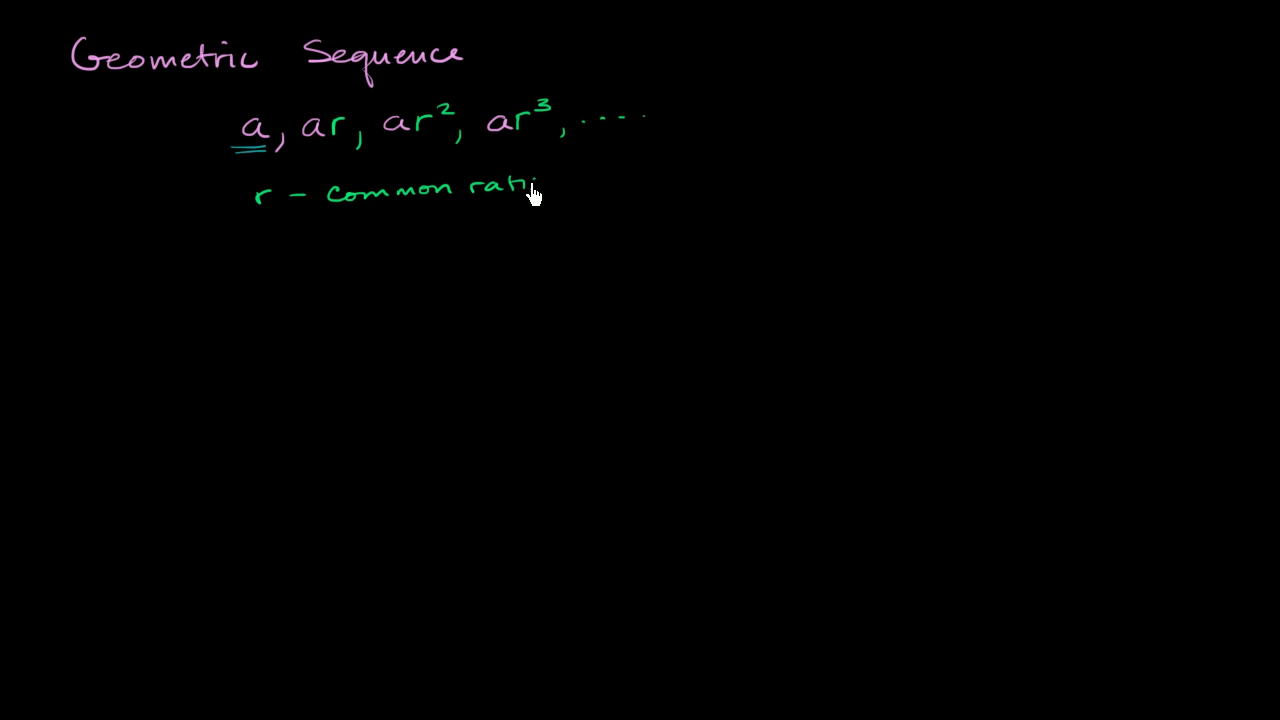 Geometric Sequence
a, ar, ar², ar³, ....
r - common rati